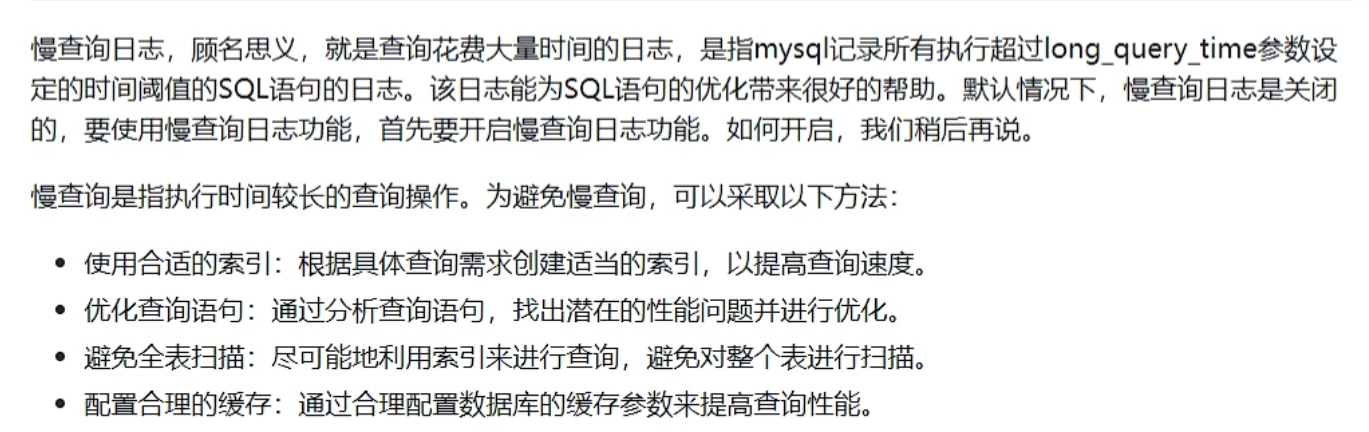 慢查询日志，顾名思义，就是查询花费大量时间的日志，是指mysql记录所有执行超过long_query_time参数设
定的时间阈值的SQL语句的日志。该日志能为SQL语句的优化带来很好的帮助。默认情况下，慢查询日志是关闭
的，要使用慢查询日志功能，首先要开启慢查询日志功能。如何开启，我们稍后再说。
慢查询是指执行时间较长的查询操作。为避免慢查询，可以采取以下方法：
• 使用合适的索引：根据具体查询需求创建适当的索引，以提高查询速度。
• 优化查询语句：通过分析查询语句，找出潜在的性能问题并进行优化。
• 避免全表扫描：尽可能地利用索引来进行查询，避免对整个表进行扫描。
• 配置合理的缓存：通过合理配置数据库的缓存参数来提高查询性能。